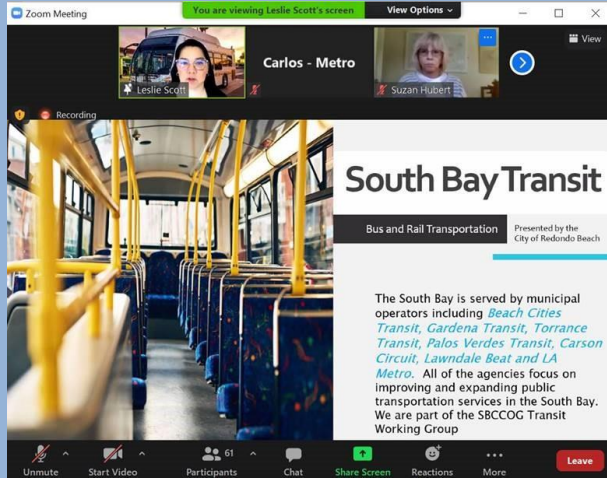 Zoom Meeting
You are viewing Leslie Scott's screen
View Options
View
Carlos - Metro
Leslie Scott
Suzan Hubert
Recording
South Bay Transit
Bus and Rail Transportation
Presented by the
City of Redondo Beach
The South Bay is served by municipal
operators including Beach Cities
Transit, Gardena Transit, Torrance
Transit, Palos Verdes Transit, Carson
Circuit, Lawndale Beat and LA
Metro. All of the agencies focus on
improving and expanding public
transportation services in the South Bay.
We are part of the SBCCOG Transit
Working Group
Unmute
Start Video
61
Participants
Chat
Share Screen
Reactions
More
Leave